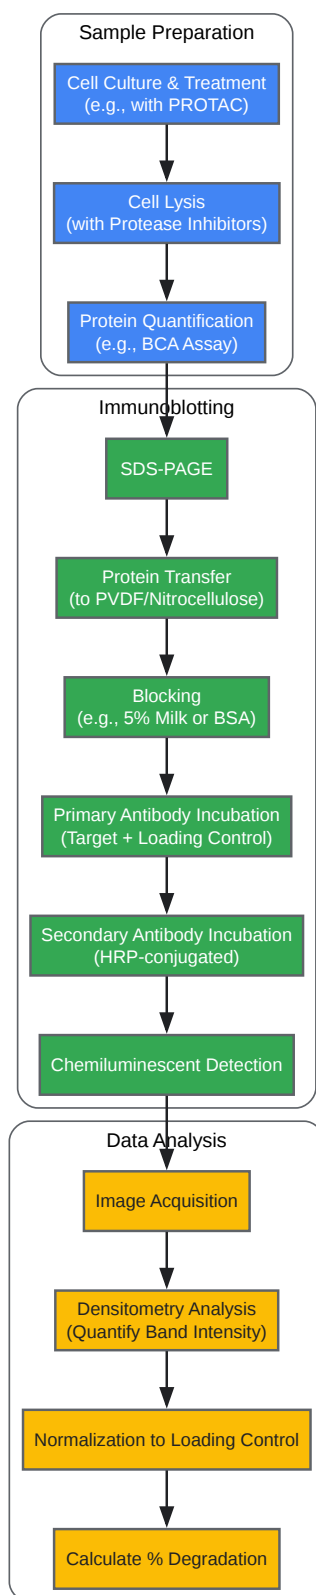 Sample Preparation
Cell Culture & Treatment
(e.g., with PROTAC)
Cell Lysis
(with Protease Inhibitors)
Protein Quantification
(e.g., BCA Assay)
Immunoblotting
SDS-PAGE
Protein Transfer
(to PVDF/Nitrocellulose)
Blocking
(e.g., 5% Milk or BSA)
Primary Antibody Incubation
(Target + Loading Control)
Secondary Antibody Incubation
(HRP-conjugated)
Chemiluminescent Detection
Data Analysis
Image Acquisition
Densitometry Analysis
(Quantify Band Intensity)
Normalization to Loading Control
Calculate % Degradation